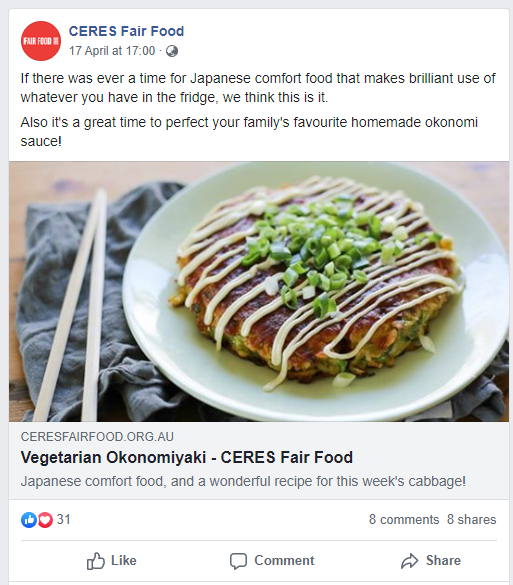 FAIR FOOD
CERES Fair Food
17 April at 17:00 ·
If there was ever a time for Japanese comfort food that makes brilliant use of
whatever you have in the fridge, we think this is it.
Also it's a great time to perfect your family's favourite homemade okonomi
sauce!
CERESFAIRFOOD.ORG.AU
Vegetarian Okonomiyaki - CERES Fair Food
Japanese comfort food, and a wonderful recipe for this week's cabbage!
31 8 comments 8 shares
Like Comment Share